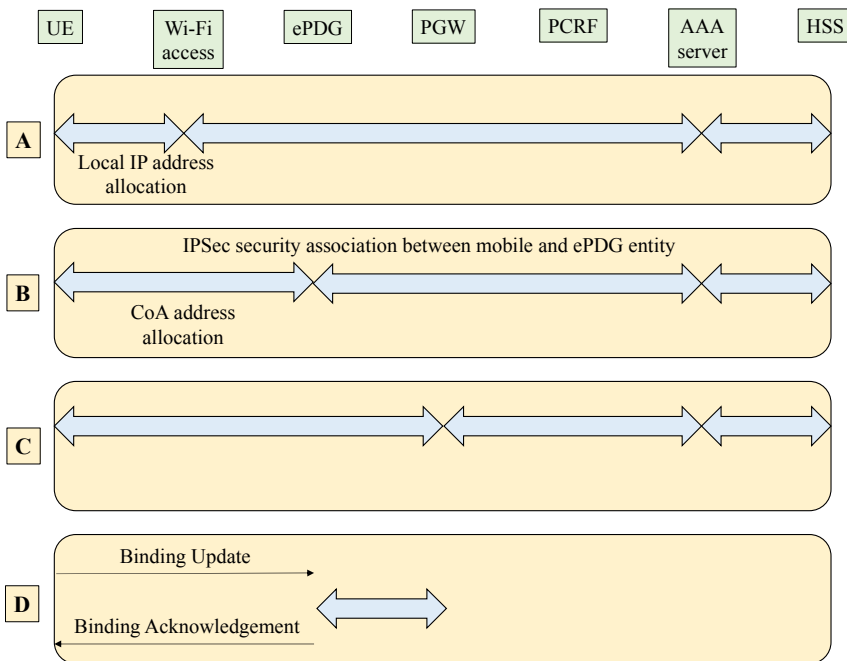 UE
Wi-Fi
access
ePDG
PGW
PCRF
AAA
server
HSS
A
Local IP address
allocation
B
IPSec security association between mobile and ePDG entity
CoA address
allocation
C
D
Binding Update
Binding Acknowledgement